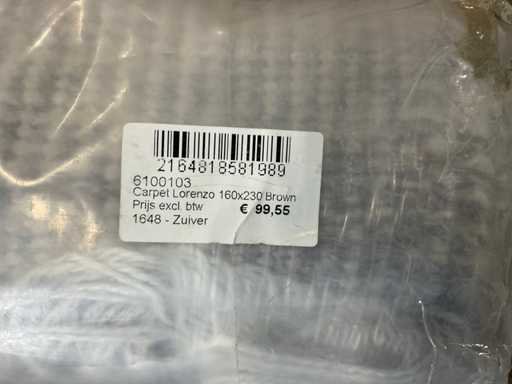 2164818581989
6100103
Carpet Lorenzo 160x230 Brown
Prijs excl. btw € 99,55
1648 - Zuiver